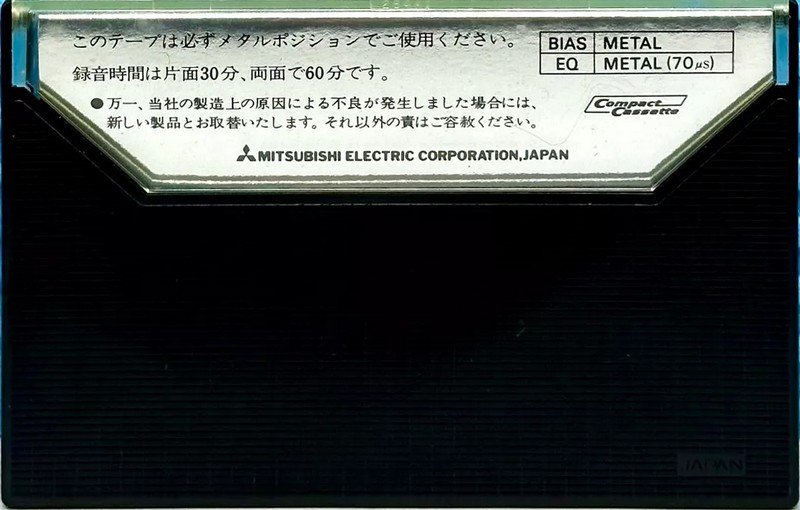 このテープは必ずメタルポジションでご使用ください。
BIAS METAL
EQ METAL (70μs)
録音時間は片面30分、両面で60分です。
●万一、当社の製造上の原因による不良が発生しました場合には、
新しい製品とお取替いたします。それ以外の責はご容赦ください。
Compact
Cassette
MITSUBISHI ELECTRIC CORPORATION,JAPAN
JAPAN